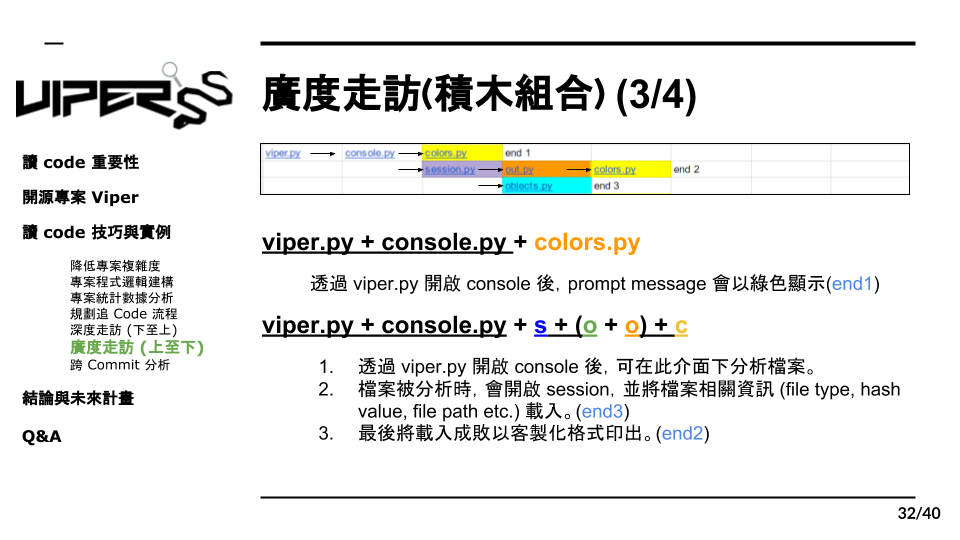 VIPER
廣度走訪(積木組合) (3/4)
viper.py console.py colors.py end 1
session.py out.py colors.py end 2
objects.py end 3
讀 code 重要性
開源專案 Viper
讀 code 技巧與實例
降低專案複雜度
專案程式邏輯建構
專案統計數據分析
規劃追 Code 流程
深度走訪 (下至上)
廣度走訪 (上至下)
跨 Commit 分析
結論與未來計畫
Q&A
viper.py + console.py + colors.py
透過 viper.py 開啟 console 後, prompt message 會以綠色顯示(end1)
viper.py + console.py + s + (o + o) + c
1. 透過 viper.py 開啟 console 後, 可在此介面下分析檔案。
2. 檔案被分析時, 會開啟 session, 並將檔案相關資訊 (file type, hash
value, file path etc.) 載入。(end3)
3. 最後將載入成敗以客製化格式印出。(end2)
32/40